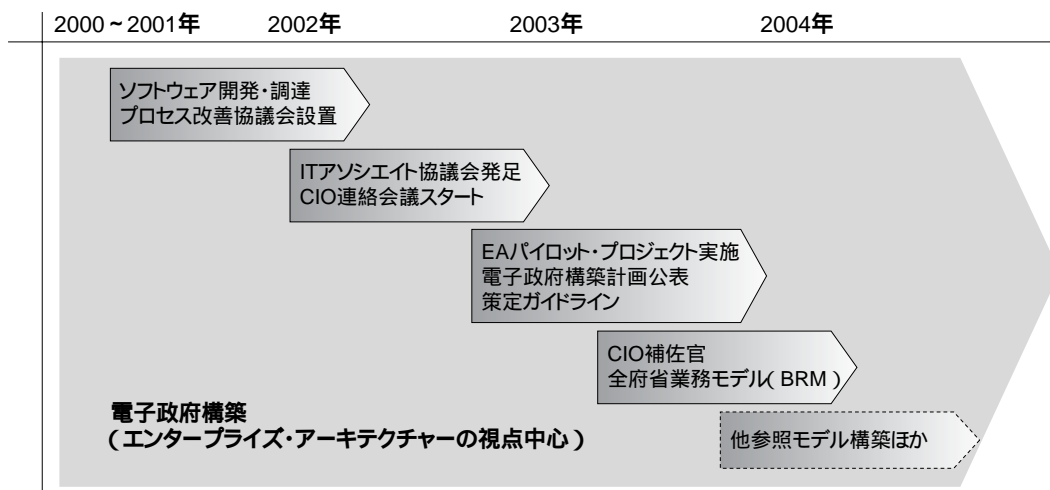 2000~2001年 2002年 2003年 2004年
ソフトウェア開発・調達
プロセス改善協議会設置
ITアソシエイト協議会発足
CIO連絡会議スタート
EAパイロット・プロジェクト実施
電子政府構築計画公表
策定ガイドライン
CIO補佐官
全府省業務モデル(BRM)
電子政府構築
(エンタープライズ・アーキテクチャーの視点中心)
他参照モデル構築ほか